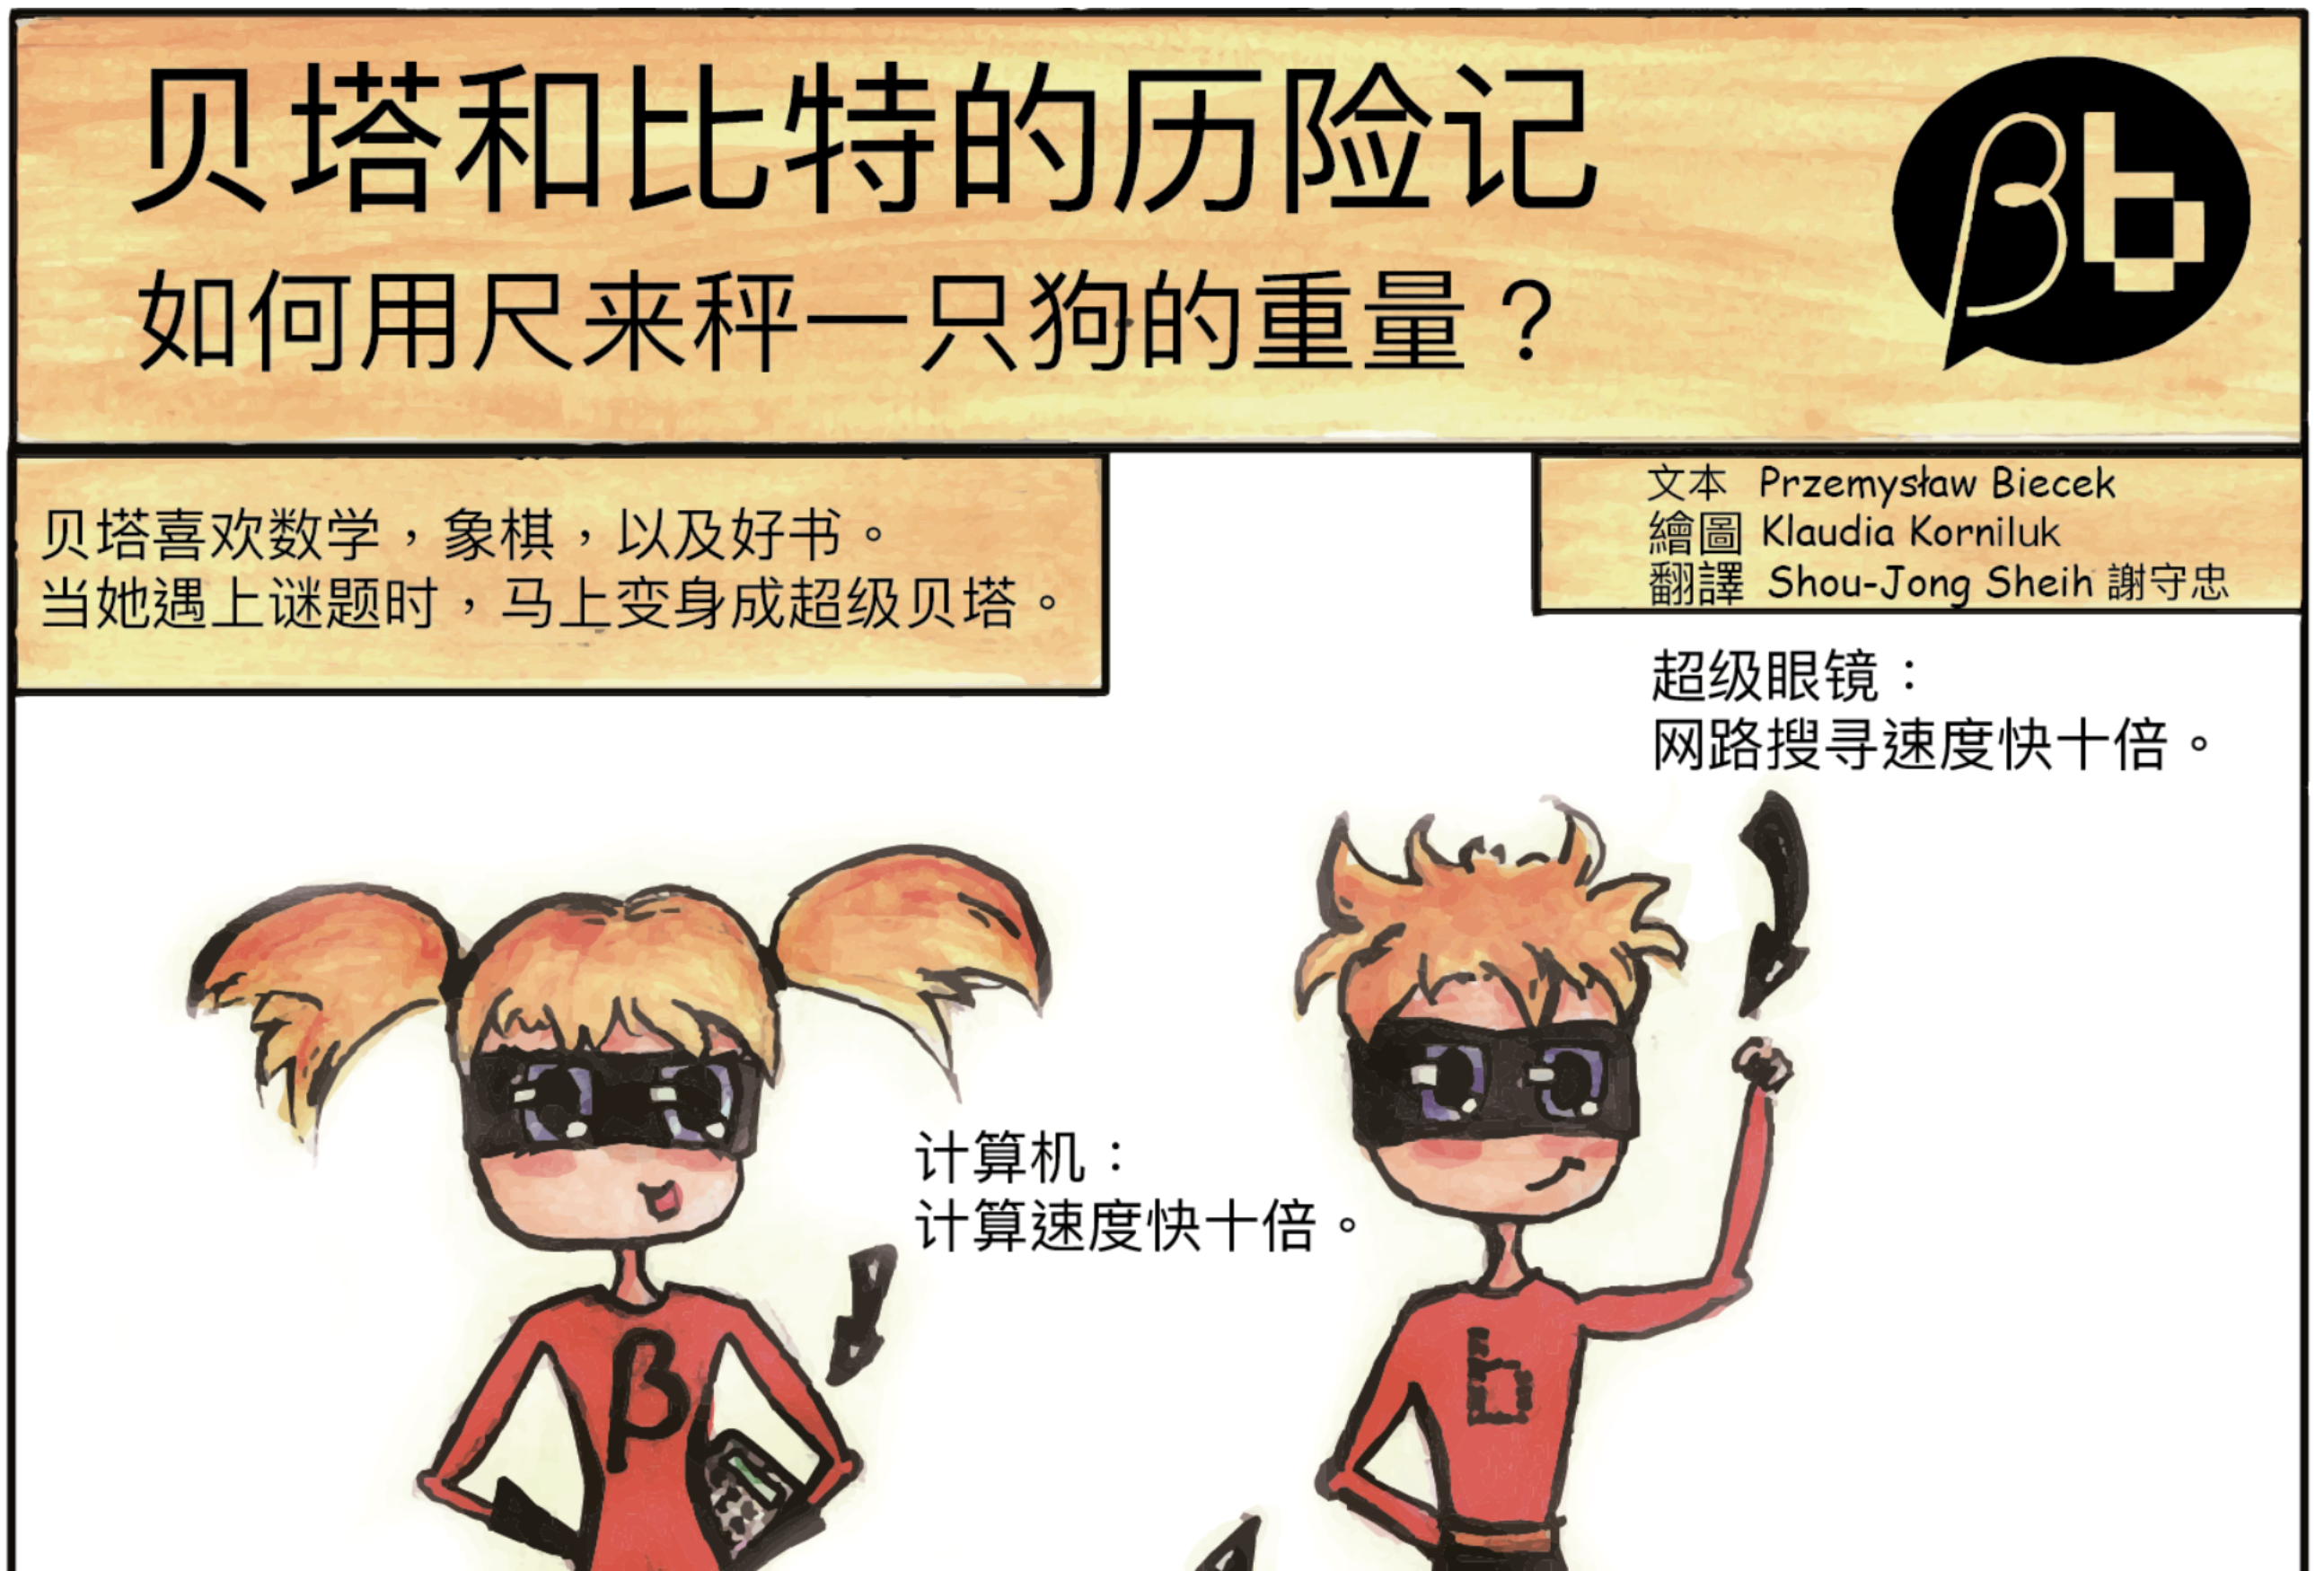 贝塔和比特的历险记
如何用尺来秤一只狗的重量？
βb
贝塔喜欢数学，象棋，以及好书。
当她遇上谜题时，马上变身成超级贝塔。
文本 Przemysław Biecek
繪圖 Klaudia Korniluk
翻譯 Shou-Jong Sheih 謝守忠
超级眼镜：
网路搜寻速度快十倍。
计算机：
计算速度快十倍。
β
b